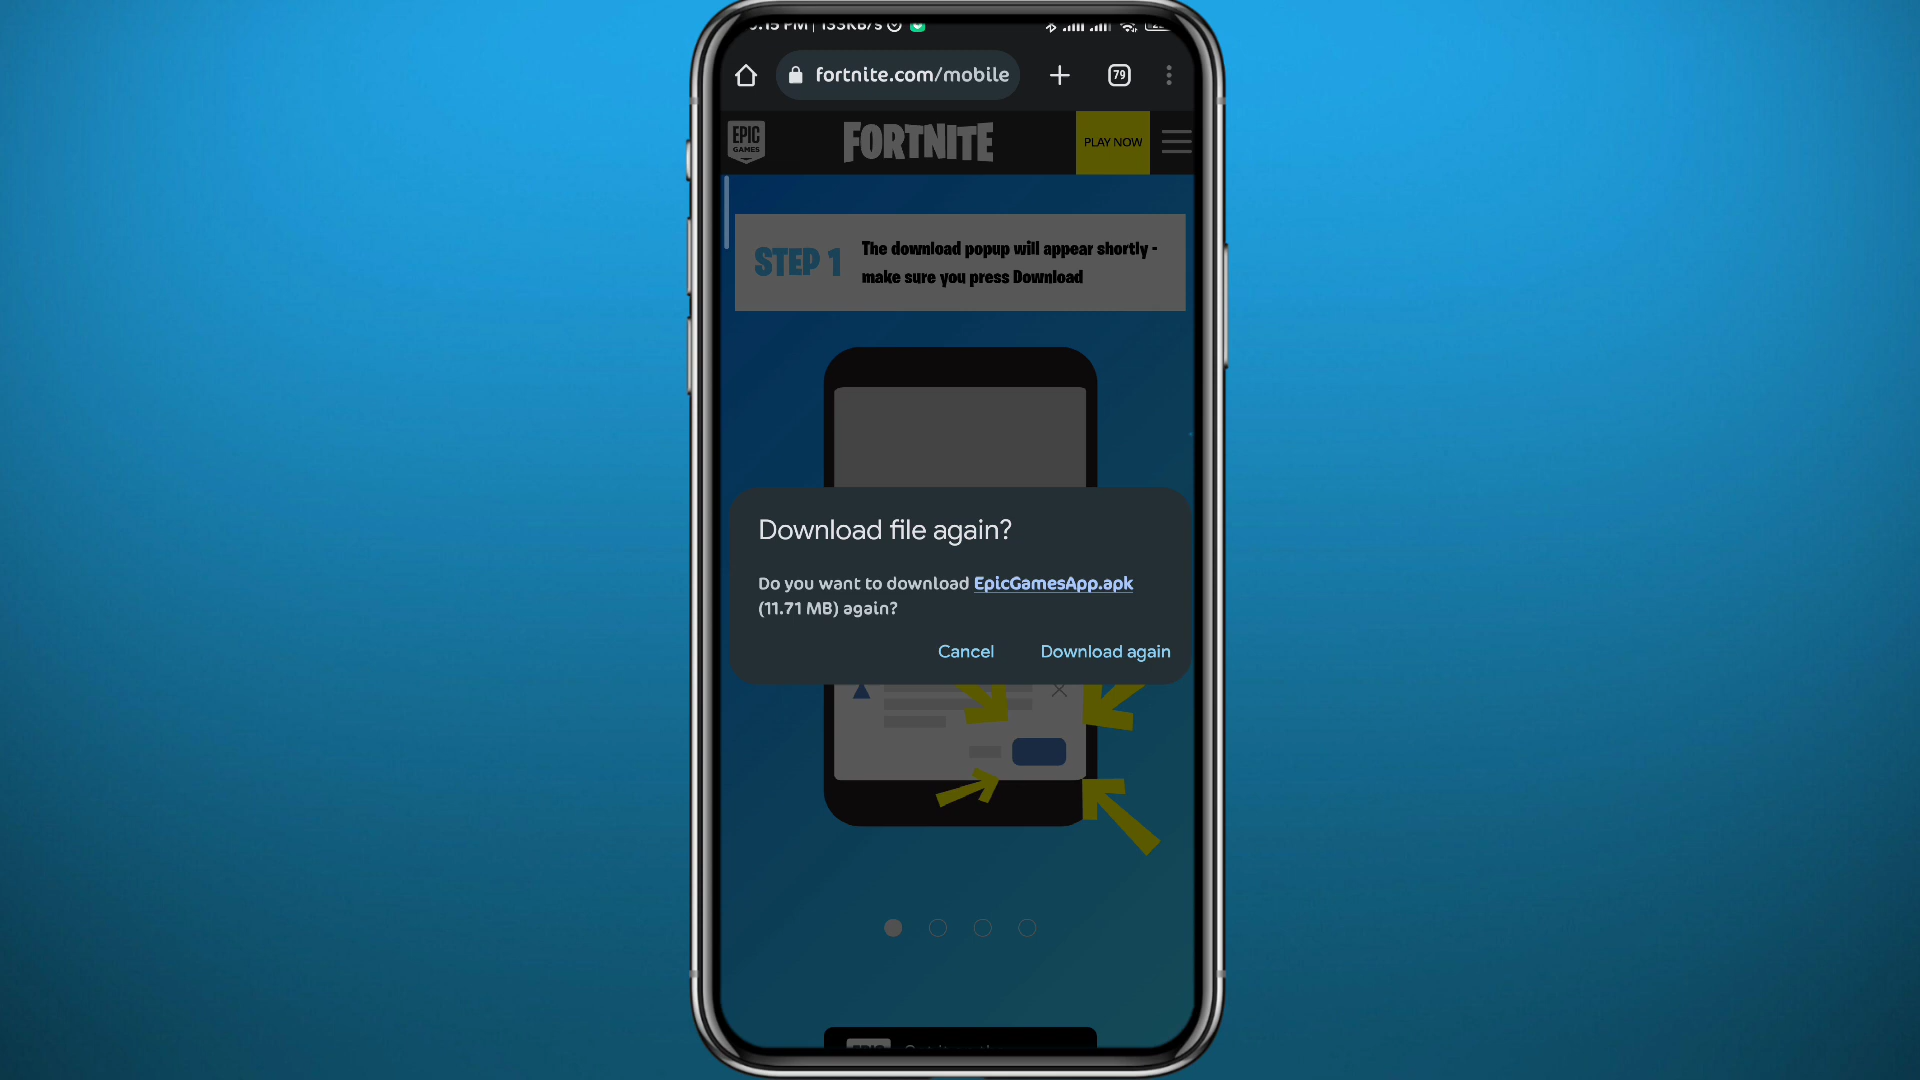 133KB/s
fortnite.com/mobile
79
EPIC
GAMES
FORTNITE
PLAY NOW
STEP 1
The download popup will appear shortly -
make sure you press Download
Download file again?
Do you want to download EpicGamesApp.apk
(11.71 MB) again?
Cancel
Download again